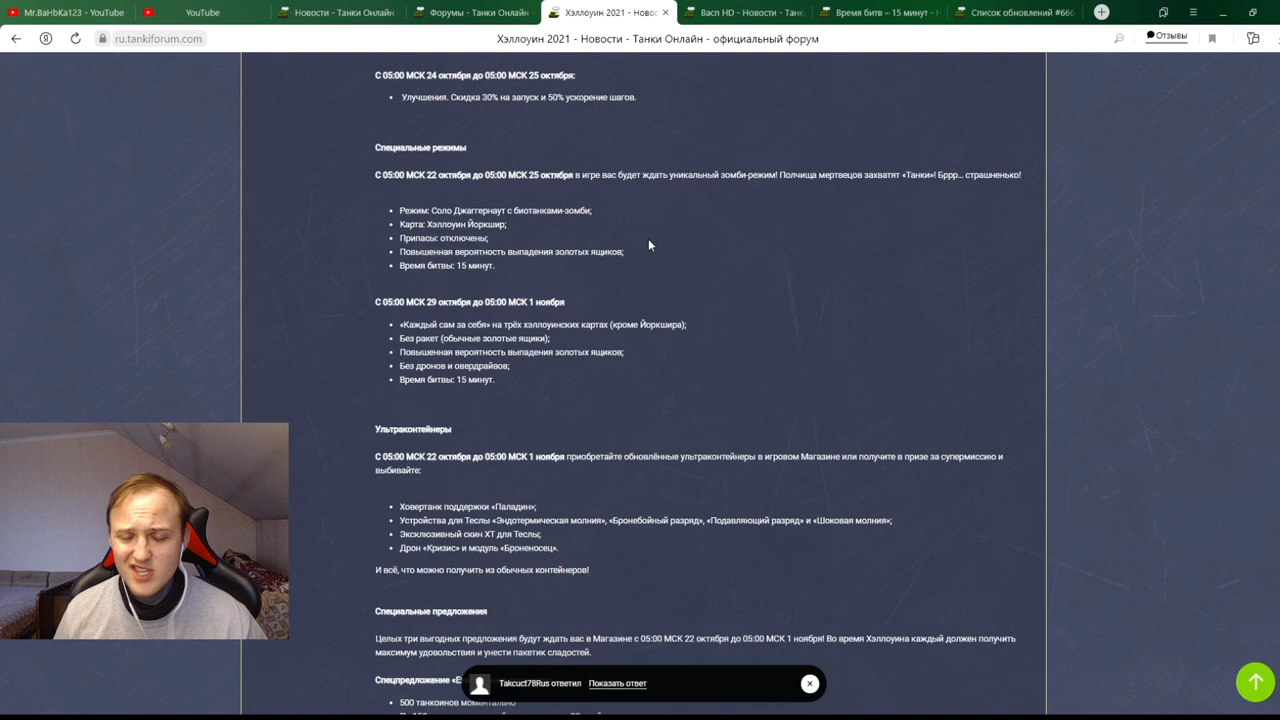 Mr.BaHbKa123 - YouTube
YouTube
Новости - Танки Онлайн
Форумы - Танки Онлайн
Хэллоуин 2021 - Новос
Васп HD - Новости - Танк
Время битв – 15 минут -
Список обновлений #666
ru.tankiforum.com
Хэллоуин 2021 - Новости - Танки Онлайн - официальный форум
Отзывы
С 05:00 МСК 24 октября до 05:00 МСК 25 октября:
• Улучшения. Скидка 30% на запуск и 50% ускорение шагов.
Специальные режимы
С 05:00 МСК 22 октября до 05:00 МСК 25 октября в игре вас будет ждать уникальный зомби-режим! Полчища мертвецов захватят «Танки»! Бррр... страшненько!
• Режим: Соло Джаггернаут с биотанками-зомби;
• Карта: Хэллоуин Йоркшир;
• Припасы: отключены;
• Повышенная вероятность выпадения золотых ящиков;
• Время битвы: 15 минут.
С 05:00 МСК 29 октября до 05:00 МСК 1 ноября
• «Каждый сам за себя» на трёх хэллоуинских картах (кроме Йоркшира);
• Без ракет (обычные золотые ящики);
• Повышенная вероятность выпадения золотых ящиков;
• Без дронов и овердрайвов;
• Время битвы: 15 минут.
Ультраконтейнеры
С 05:00 МСК 22 октября до 05:00 МСК 1 ноября приобретайте обновлённые ультраконтейнеры в игровом Магазине или получите в призе за супермиссию и
выбивайте:
• Ховертанк поддержки «Паладин»;
• Устройства для Теслы «Эндотермическая молния», «Бронебойный разряд», «Подавляющий разряд» и «Шоковая молния»;
• Эксклюзивный скин XT для Теслы;
• Дрон «Кризис» и модуль «Броненосец».
И всё, что можно получить из обычных контейнеров!
Специальные предложения
Целых три выгодных предложения будут ждать вас в Магазине с 05:00 МСК 22 октября до 05:00 МСК 1 ноября! Во время Хэллоуина каждый должен получить
максимум удовольствия и унести пакетик сладостей.
Спецпредложение
Takcuct78Rus ответил Показать ответ
• 500 танкоинов моментально